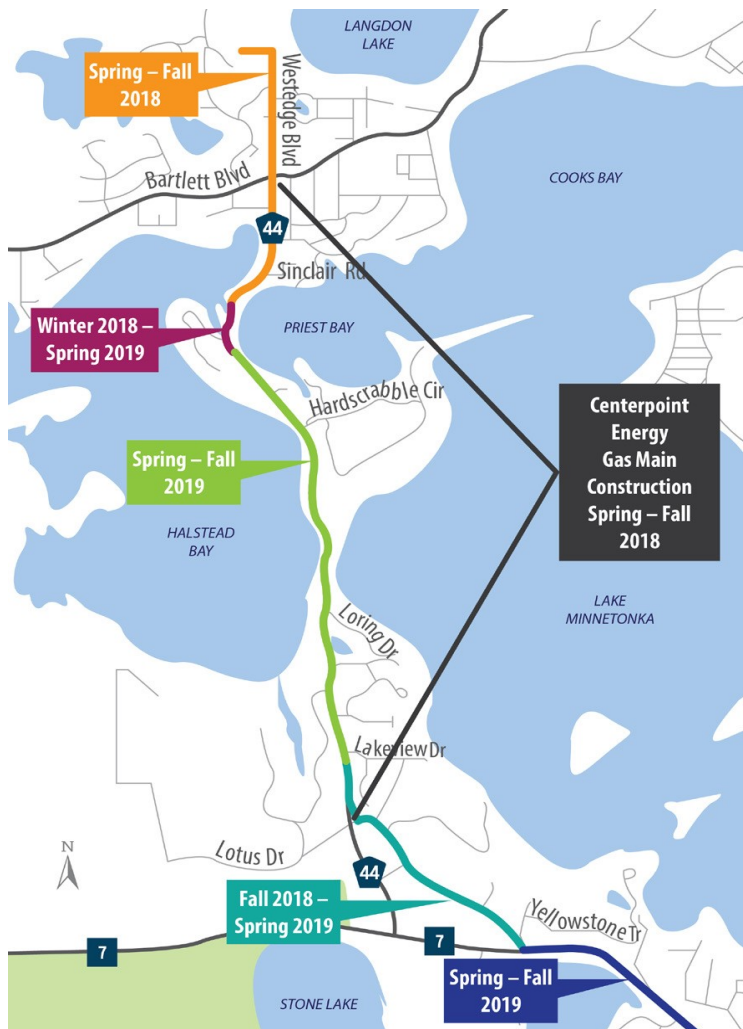 LANGDON
LAKE
Spring – Fall
2018
Westedge Blvd
Bartlett Blvd
COOKS BAY
44
Sinclair Rd
Winter 2018 –
Spring 2019
PRIEST BAY
Hardscrabble Cir
Centerpoint
Energy
Gas Main
Construction
Spring – Fall
2018
Spring – Fall
2019
HALSTEAD
BAY
LAKE
MINNETONKA
Loring Dr
Lakeview Dr
N
Lotus Dr
44
Fall 2018 –
Spring 2019
Yellowstone Tr
7
7
Spring – Fall
2019
STONE LAKE